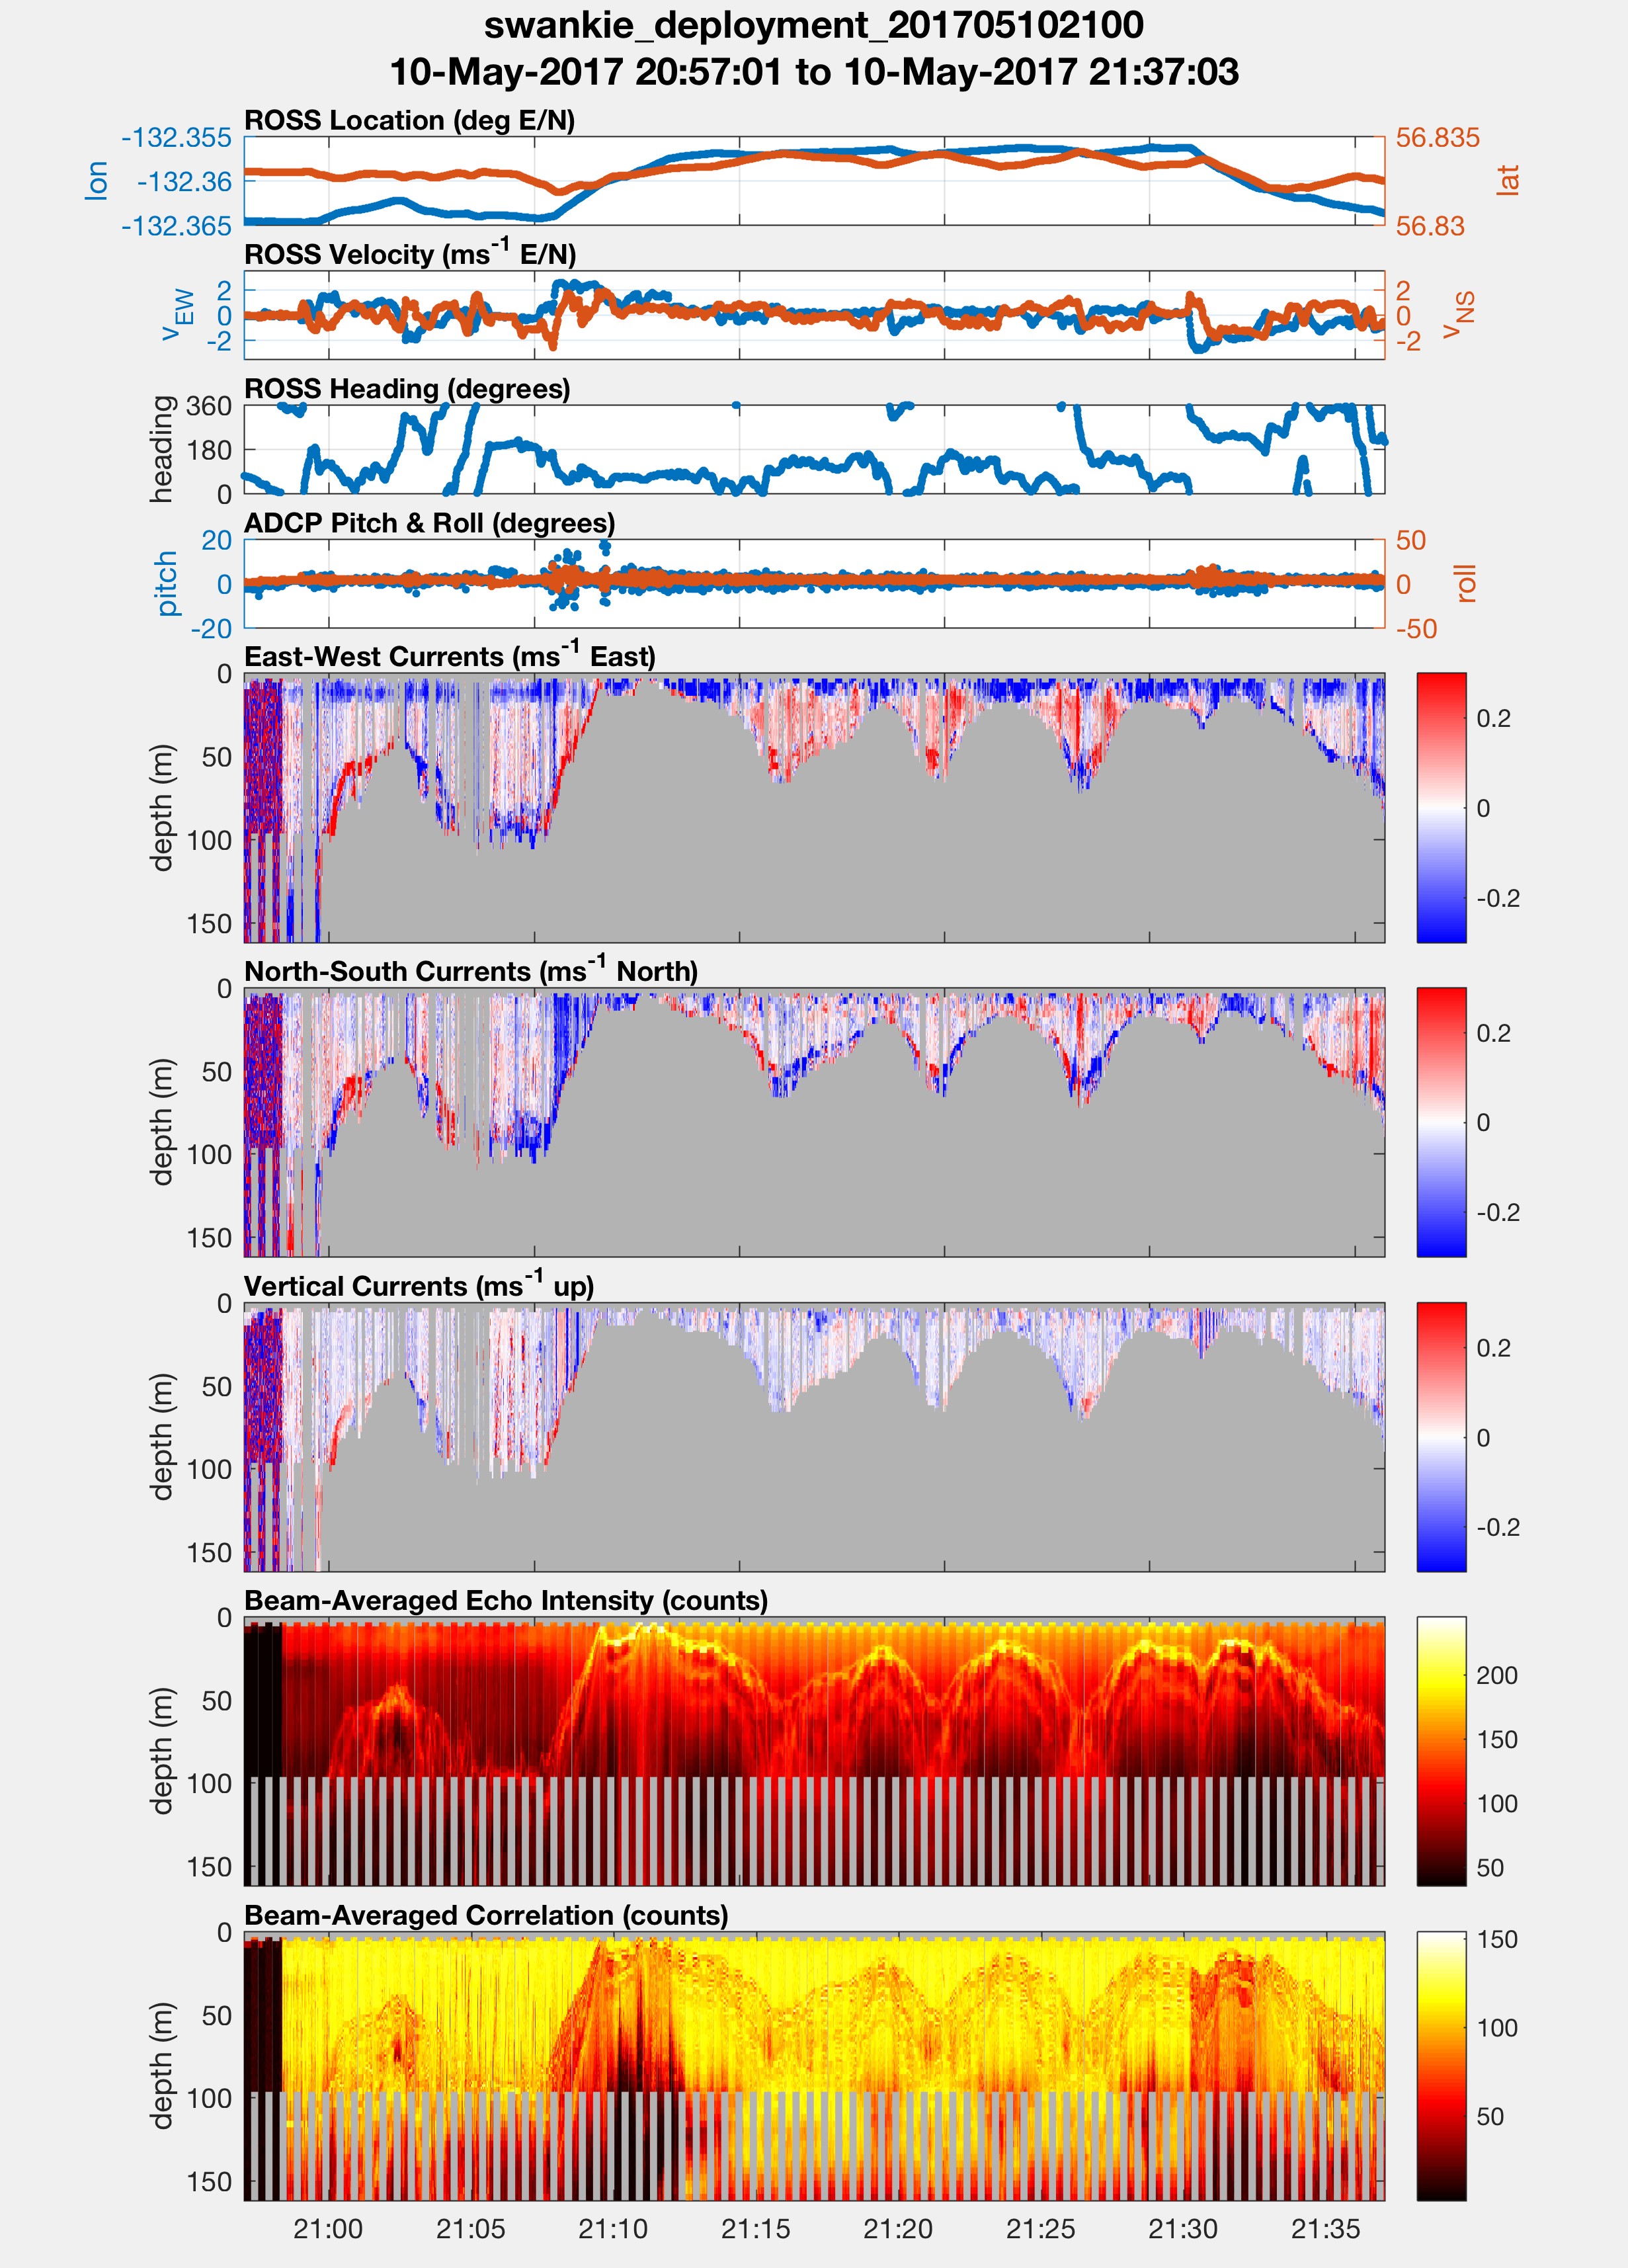 swankie_deployment_201705102100
10-May-2017 20:57:01 to 10-May-2017 21:37:03
ROSS Location (deg E/N)
-132.355
-132.36
-132.365
lon
56.835
56.83
lat
ROSS Velocity (ms-1 E/N)
2
0
-2
vEW
2
0
-2
vNS
ROSS Heading (degrees)
360
180
0
heading
ADCP Pitch & Roll (degrees)
20
0
-20
pitch
50
0
-50
roll
East-West Currents (ms-1 East)
0
50
100
150
depth (m)
0.2
0
-0.2
North-South Currents (ms-1 North)
0
50
100
150
depth (m)
0.2
0
-0.2
Vertical Currents (ms-1 up)
0
50
100
150
depth (m)
0.2
0
-0.2
Beam-Averaged Echo Intensity (counts)
0
50
100
150
depth (m)
200
150
100
50
Beam-Averaged Correlation (counts)
0
50
100
150
depth (m)
150
100
50
21:00 21:05 21:10 21:15 21:20 21:25 21:30 21:35